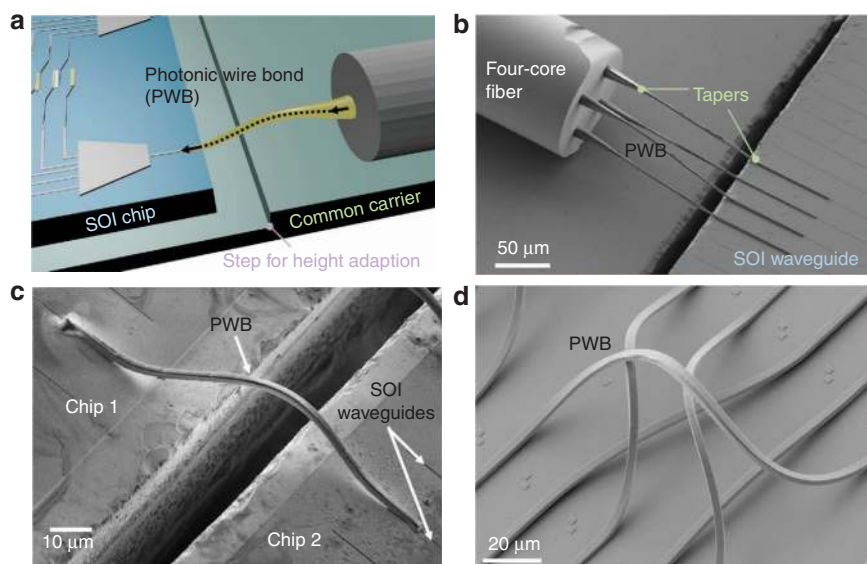 a
Photonic wire bond
(PWB)
SOI chip
Common carrier
Step for height adaption
b
Four-core
fiber
Tapers
PWB
50 μm
SOI waveguide
c
PWB
SOI
waveguides
Chip 1
10 μm
Chip 2
d
PWB
20 μm